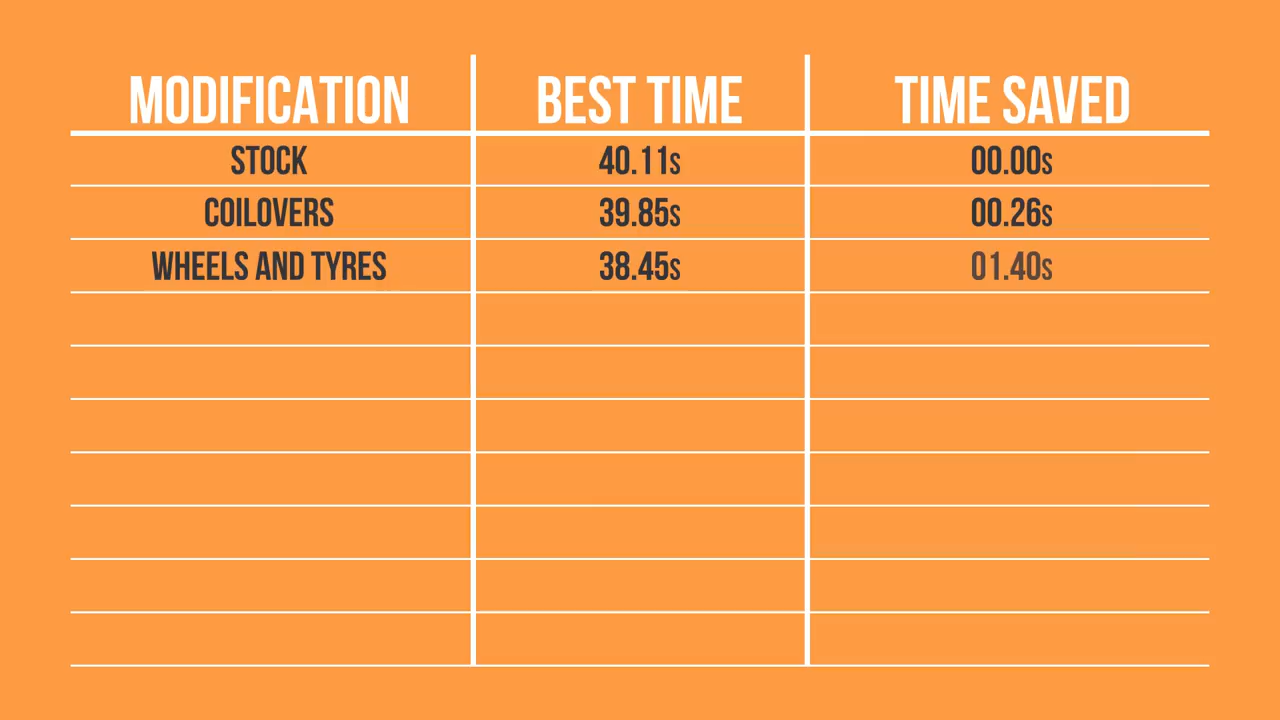 MODIFICATION BEST TIME TIME SAVED
STOCK 40.11s 00.00s
COILOVERS 39.85s 00.26s
WHEELS AND TYRES 38.45s 01.40s